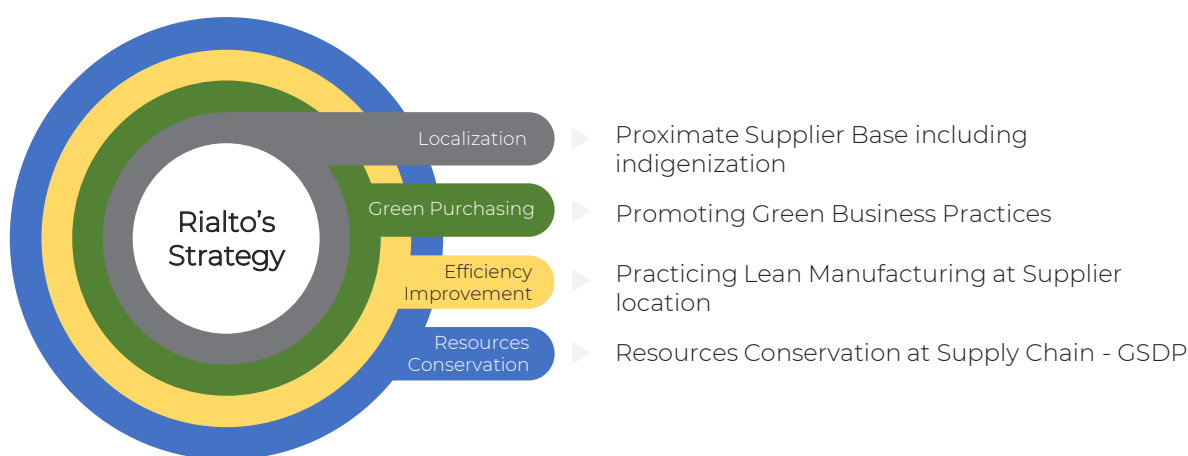 Rialto's
Strategy
Localization
Proximate Supplier Base including
indigenization
Green Purchasing
Promoting Green Business Practices
Efficiency
Improvement
Practicing Lean Manufacturing at Supplier
location
Resources
Conservation
Resources Conservation at Supply Chain - GSDP